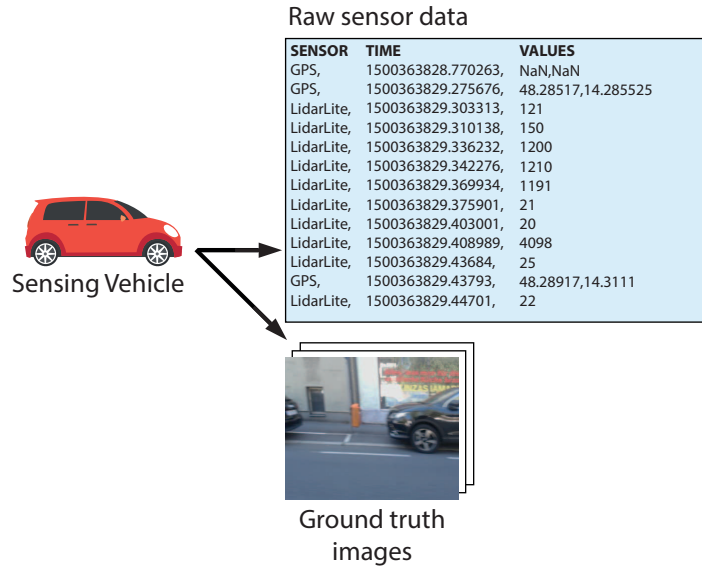 Raw sensor data
SENSOR TIME VALUES
GPS, 1500363828.770263, NaN,NaN
GPS, 1500363829.275676, 48.28517,14.285525
LidarLite, 1500363829.303313, 121
LidarLite, 1500363829.310138, 150
LidarLite, 1500363829.336232, 1200
LidarLite, 1500363829.342276, 1210
LidarLite, 1500363829.369934, 1191
LidarLite, 1500363829.375901, 21
LidarLite, 1500363829.403001, 20
LidarLite, 1500363829.408989, 4098
LidarLite, 1500363829.43684, 25
GPS, 1500363829.43793, 48.28917,14.3111
LidarLite, 1500363829.44701, 22
Sensing Vehicle
Ground truth
images